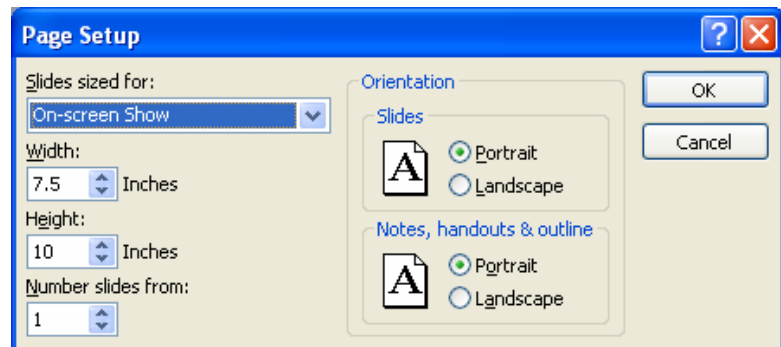 Page Setup
Slides sized for:
On-screen Show
Width:
7.5 Inches
Height:
10 Inches
Number slides from:
1
Orientation
Slides
A
Portrait
Landscape
Notes, handouts & outline
A
Portrait
Landscape
OK
Cancel